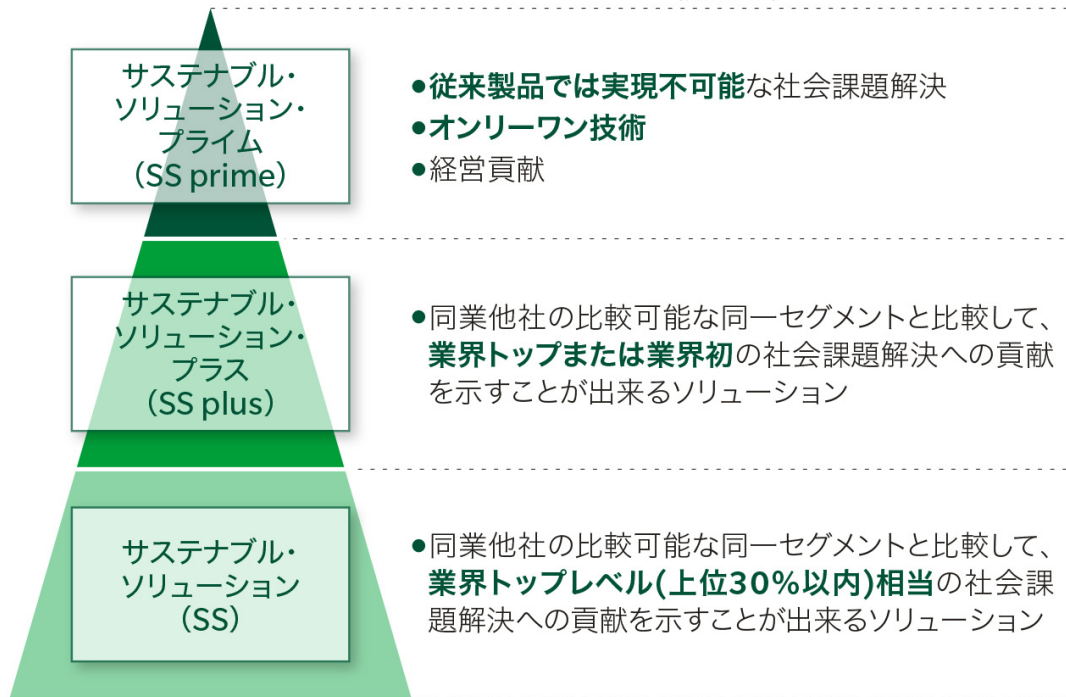 サステナブル・
ソリューション・
プライム
（SS prime）
●従来製品では実現不可能な社会課題解決
●オンリーワン技術
●経営貢献
サステナブル・
ソリューション・
プラス
（SS plus）
●同業他社の比較可能な同一セグメントと比較して、
業界トップまたは業界初の社会課題解決への貢献
を示すことが出来るソリューション
サステナブル・
ソリューション
（SS）
●同業他社の比較可能な同一セグメントと比較して、
業界トップレベル(上位30％以内)相当の社会課
題解決への貢献を示すことが出来るソリューション